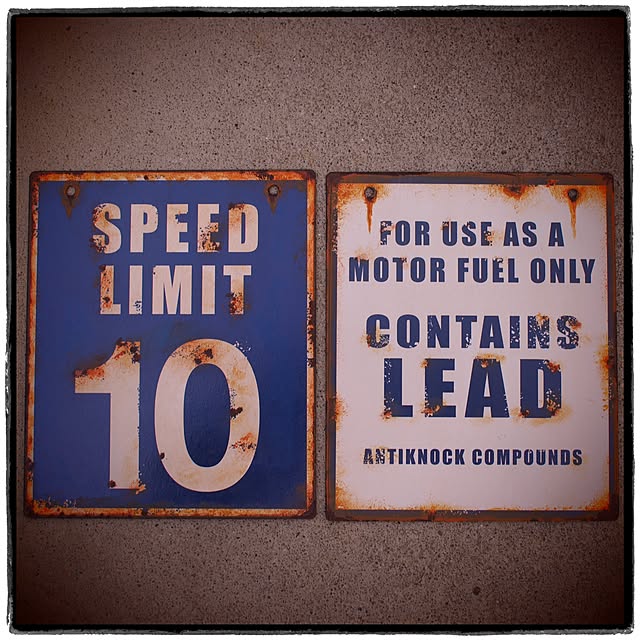 SPEED
LIMIT
10
FOR USE AS A
MOTOR FUEL ONLY
CONTAINS
LEAD
ANTIKNOCK COMPOUNDS